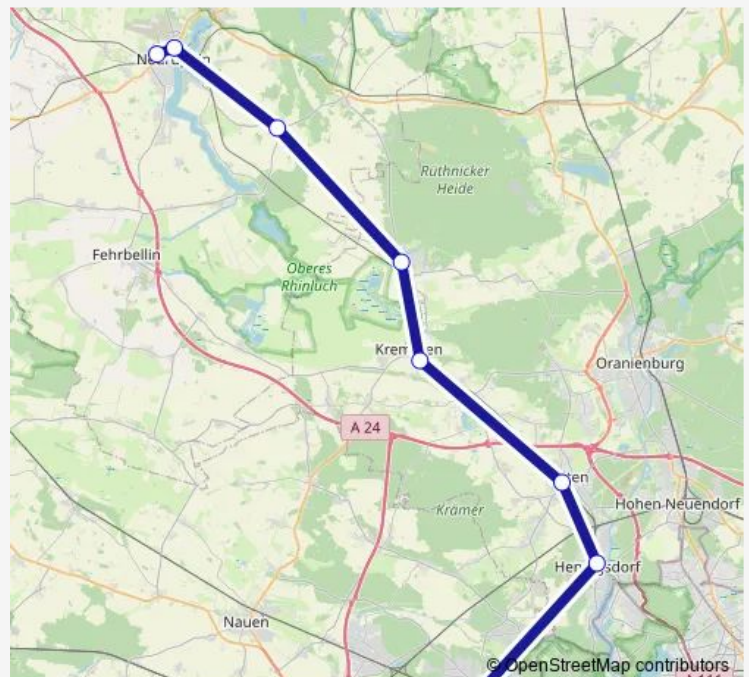 Ruthnicker
Heide
Fehrbellin
Oberes
Rhinluch
Oranienburg
A 24
Hohen Neuendorf
Krämer
Nauen
© OpenStreetMap contributors